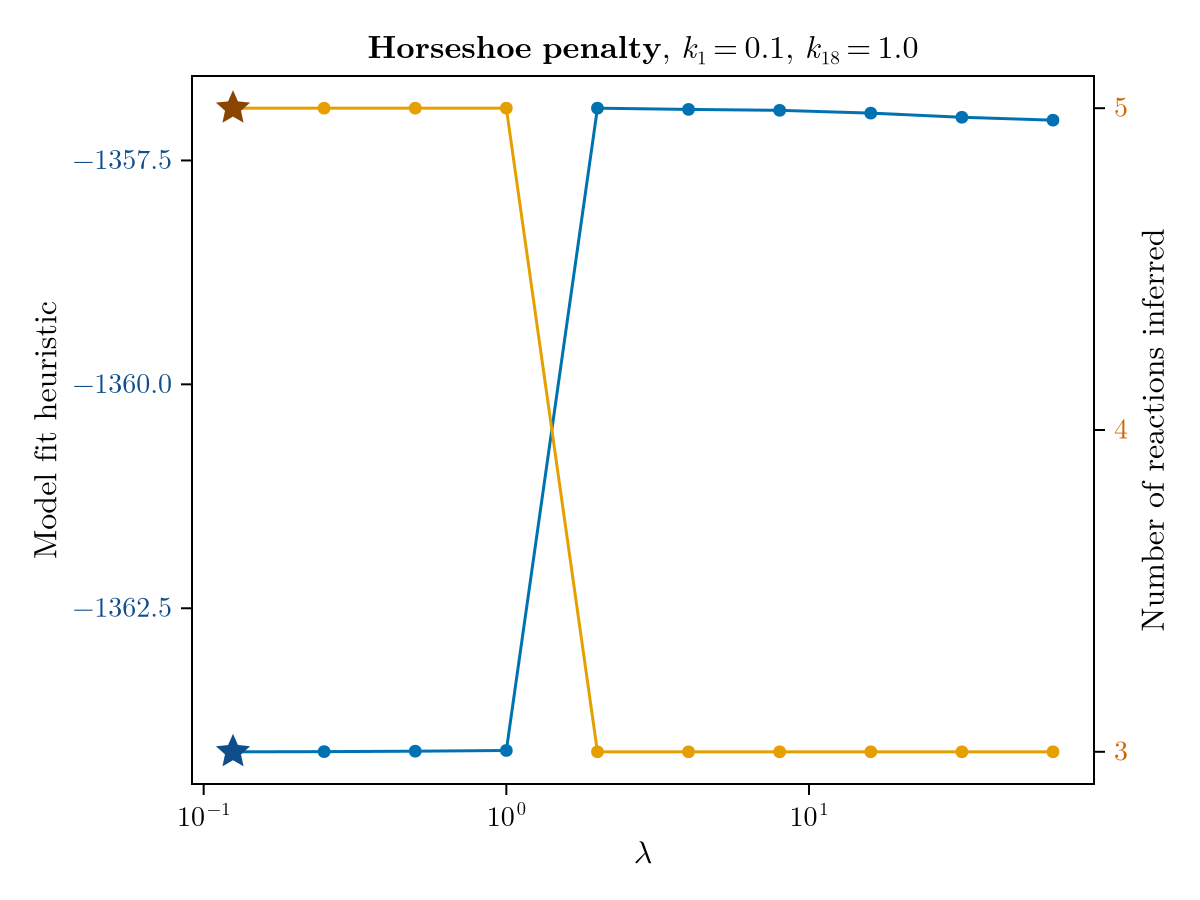 Horseshoe penalty, k₁ = 0.1, k₁₈ = 1.0
−1357.5
−1360.0
−1362.5
Model fit heuristic
5
4
3
Number of reactions inferred
10⁻¹
10⁰
10¹
λ